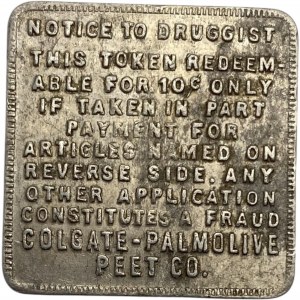 NOTICE TO DRUGGIST
THIS TOKEN REDEEM-
ABLE FOR 10¢ ONLY
IF TAKEN IN PART
PAYMENT FOR
ARTICLES NAMED ON
REVERSE SIDE. ANY
OTHER APPLICATION
CONSTITUTES A FRAUD
COLGATE-PALMOLIVE
PEET CO.